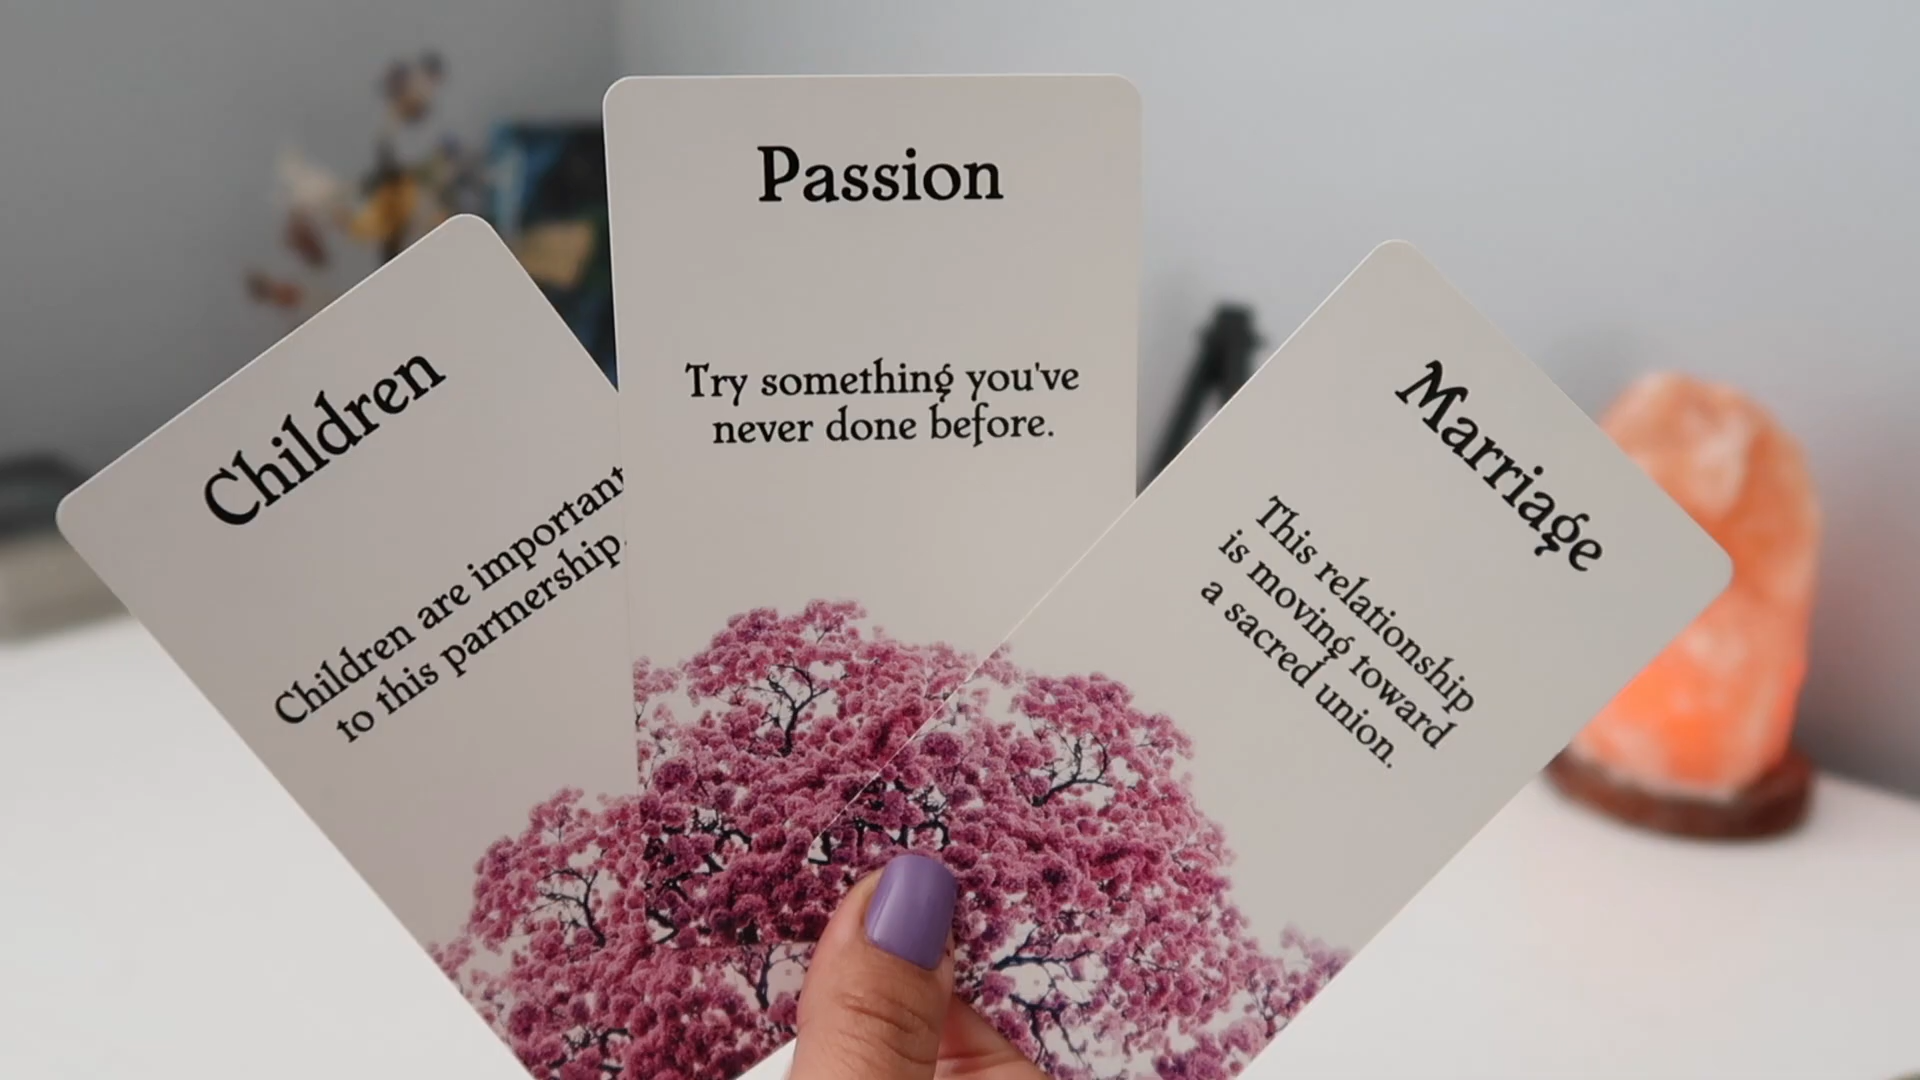 Children
Children are important
to this partnership.
Passion
Try something you've
never done before.
Marriage
This relationship
is moving toward
a sacred union.